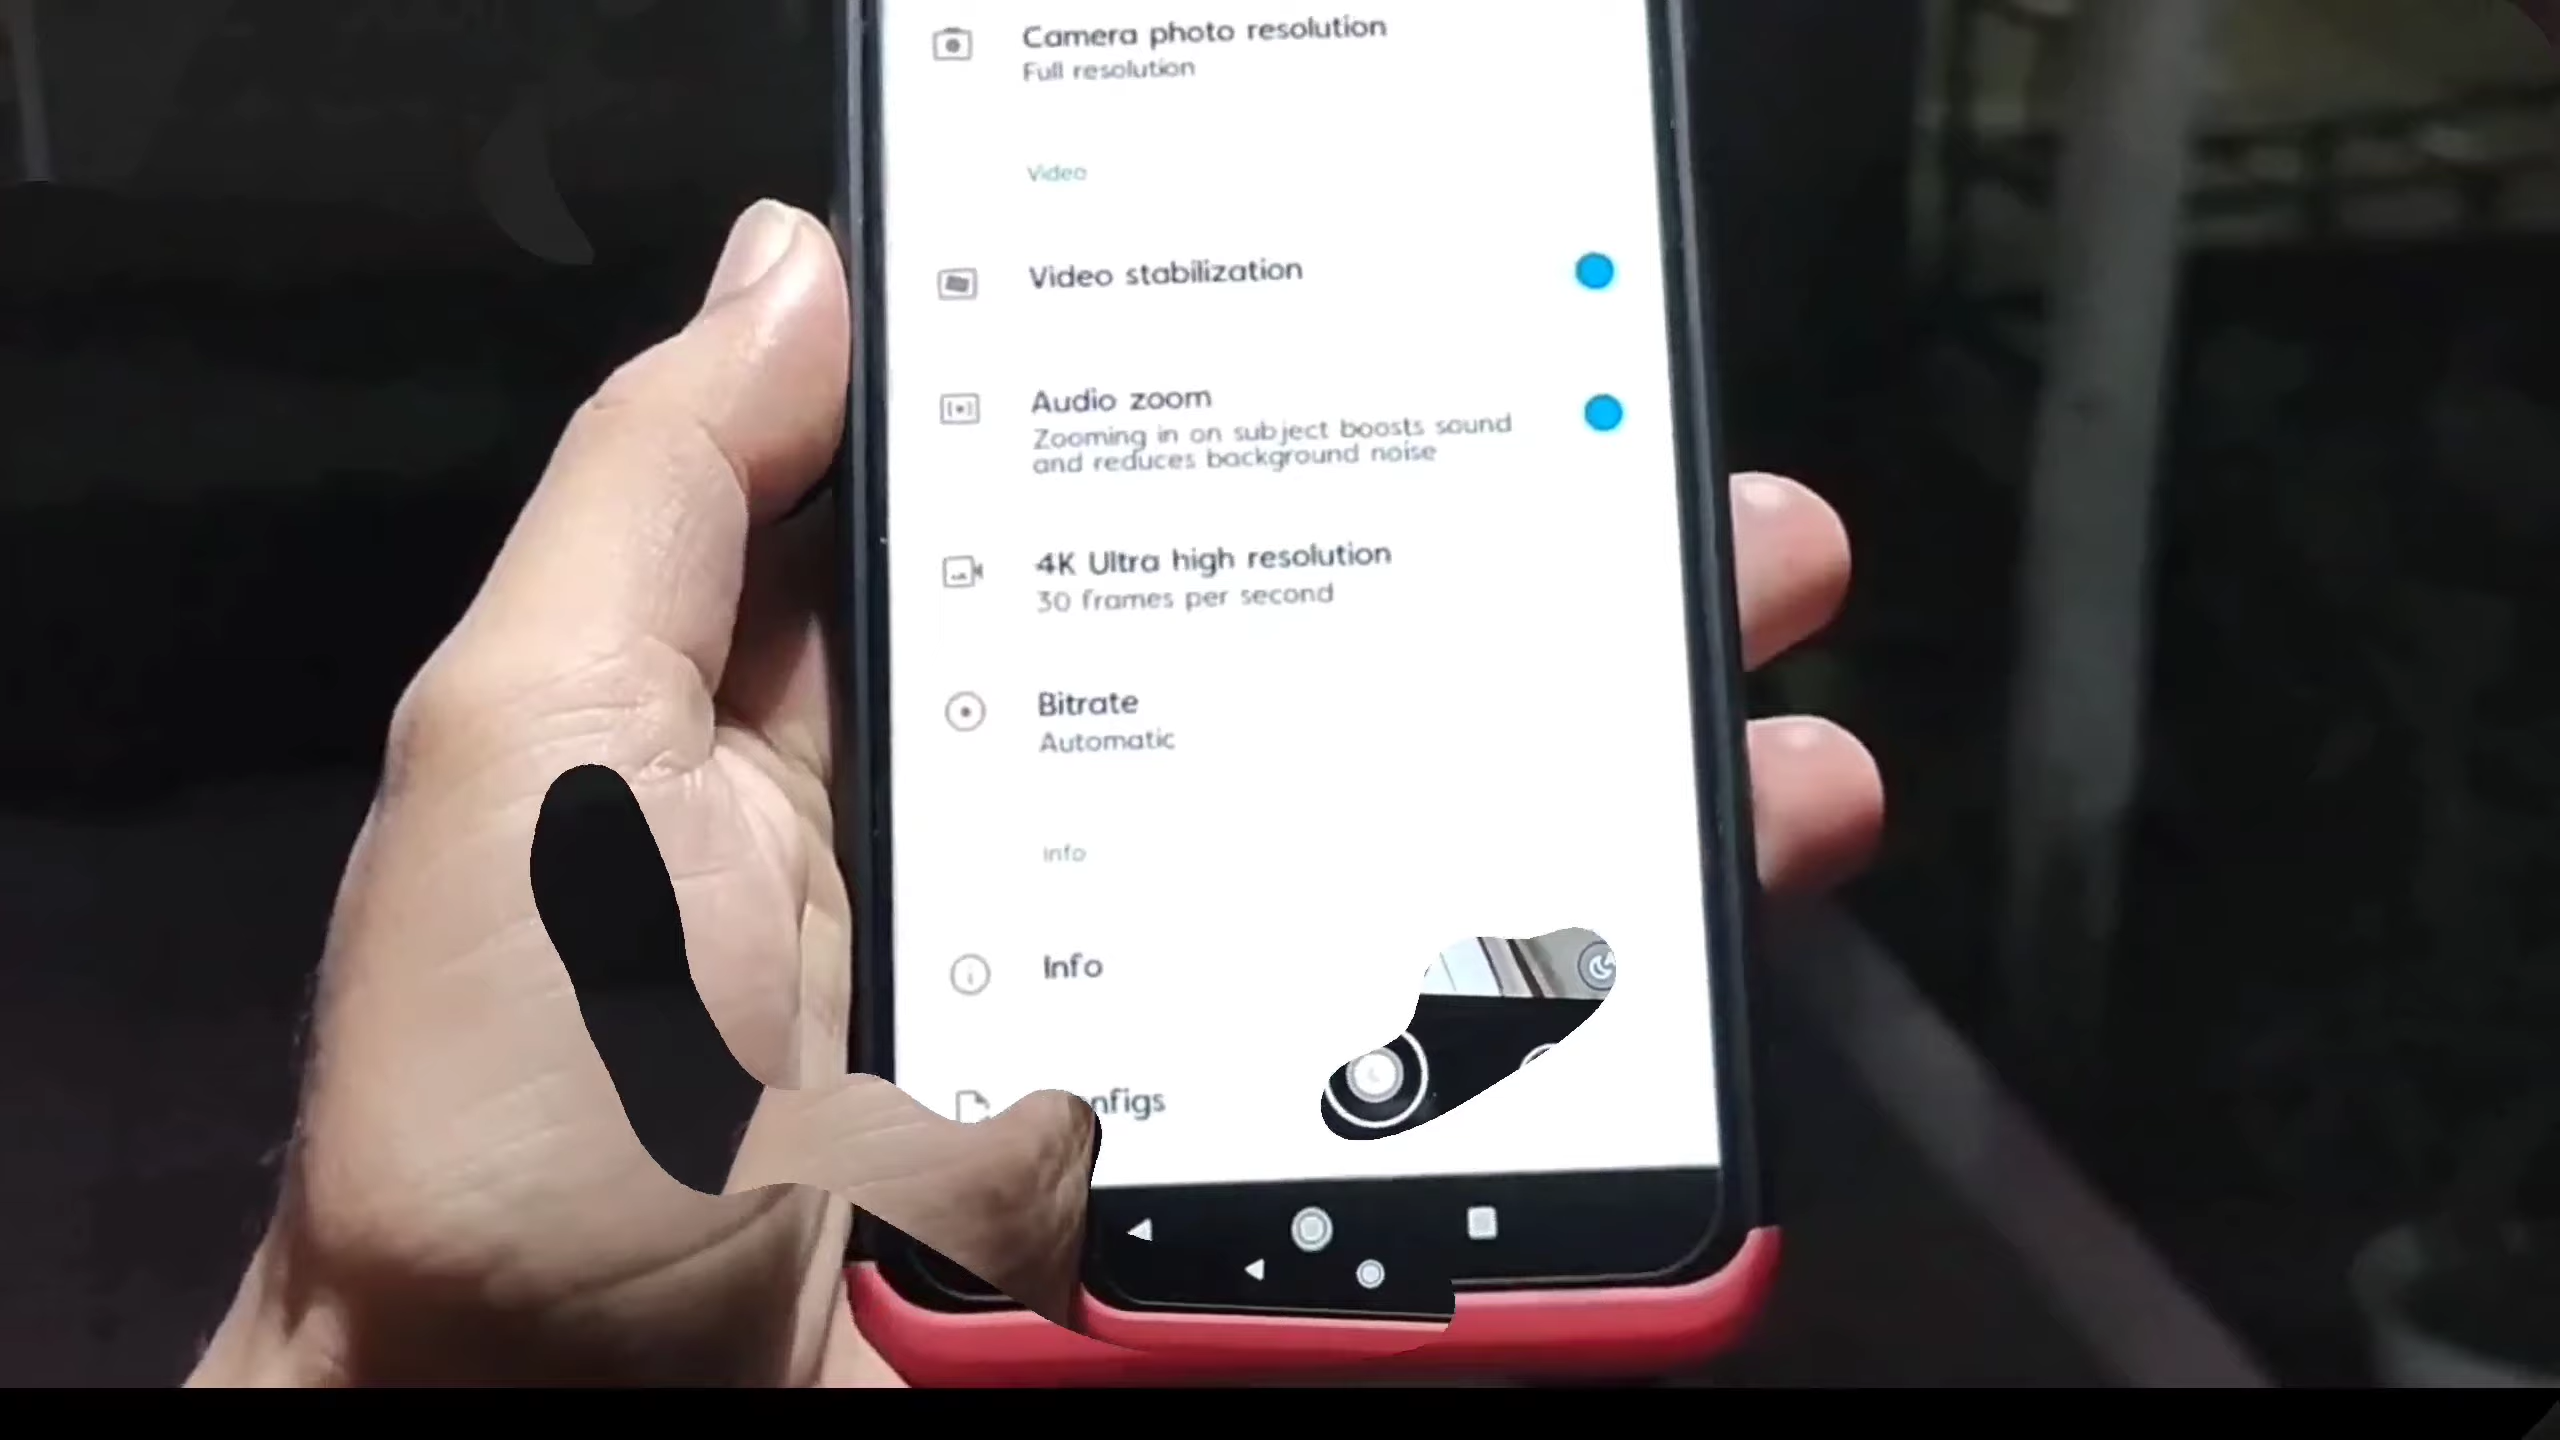 Camera photo resolution
Full resolution
Video
Video stabilization
Audio zoom
Zooming in on subject boosts sound
and reduces background noise
4K Ultra high resolution
30 frames per second
Bitrate
Automatic
Info
Info
nfigs